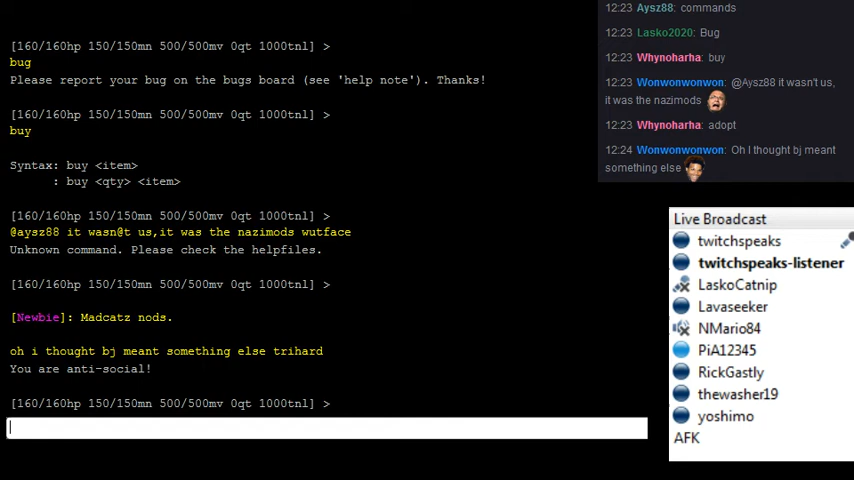 [160/160hp 150/150mn 500/500mv 0qt 1000tnl] >
bug
Please report your bug on the bugs board (see 'help note'). Thanks!
[160/160hp 150/150mn 500/500mv 0qt 1000tnl] >
buy
Syntax: buy <item>
: buy <qty> <item>
[160/160hp 150/150mn 500/500mv 0qt 1000tnl] >
@aysz88 it wasn@t us,it was the nazimods wutface
Unknown command. Please check the helpfiles.
[160/160hp 150/150mn 500/500mv 0qt 1000tnl] >
[Newbie]: Madcatz nods.
oh i thought bj meant something else trihard
You are anti-social!
[160/160hp 150/150mn 500/500mv 0qt 1000tnl] >
12:23 Aysz88: commands
12:23 Lasko2020: Bug
12:23 Whynoharha: buy
12:23 Wonwonwonwon: @Aysz88 it wasn't us,
it was the nazimods
12:23 Whynoharha: adopt
12:24 Wonwonwonwon: Oh I thought bj meant
something else
Live Broadcast
twitchspeaks
twitchspeaks-listener
LaskoCatnip
Lavaseeker
NMario84
PiA12345
RickGastly
thewasher19
yoshimo
AFK